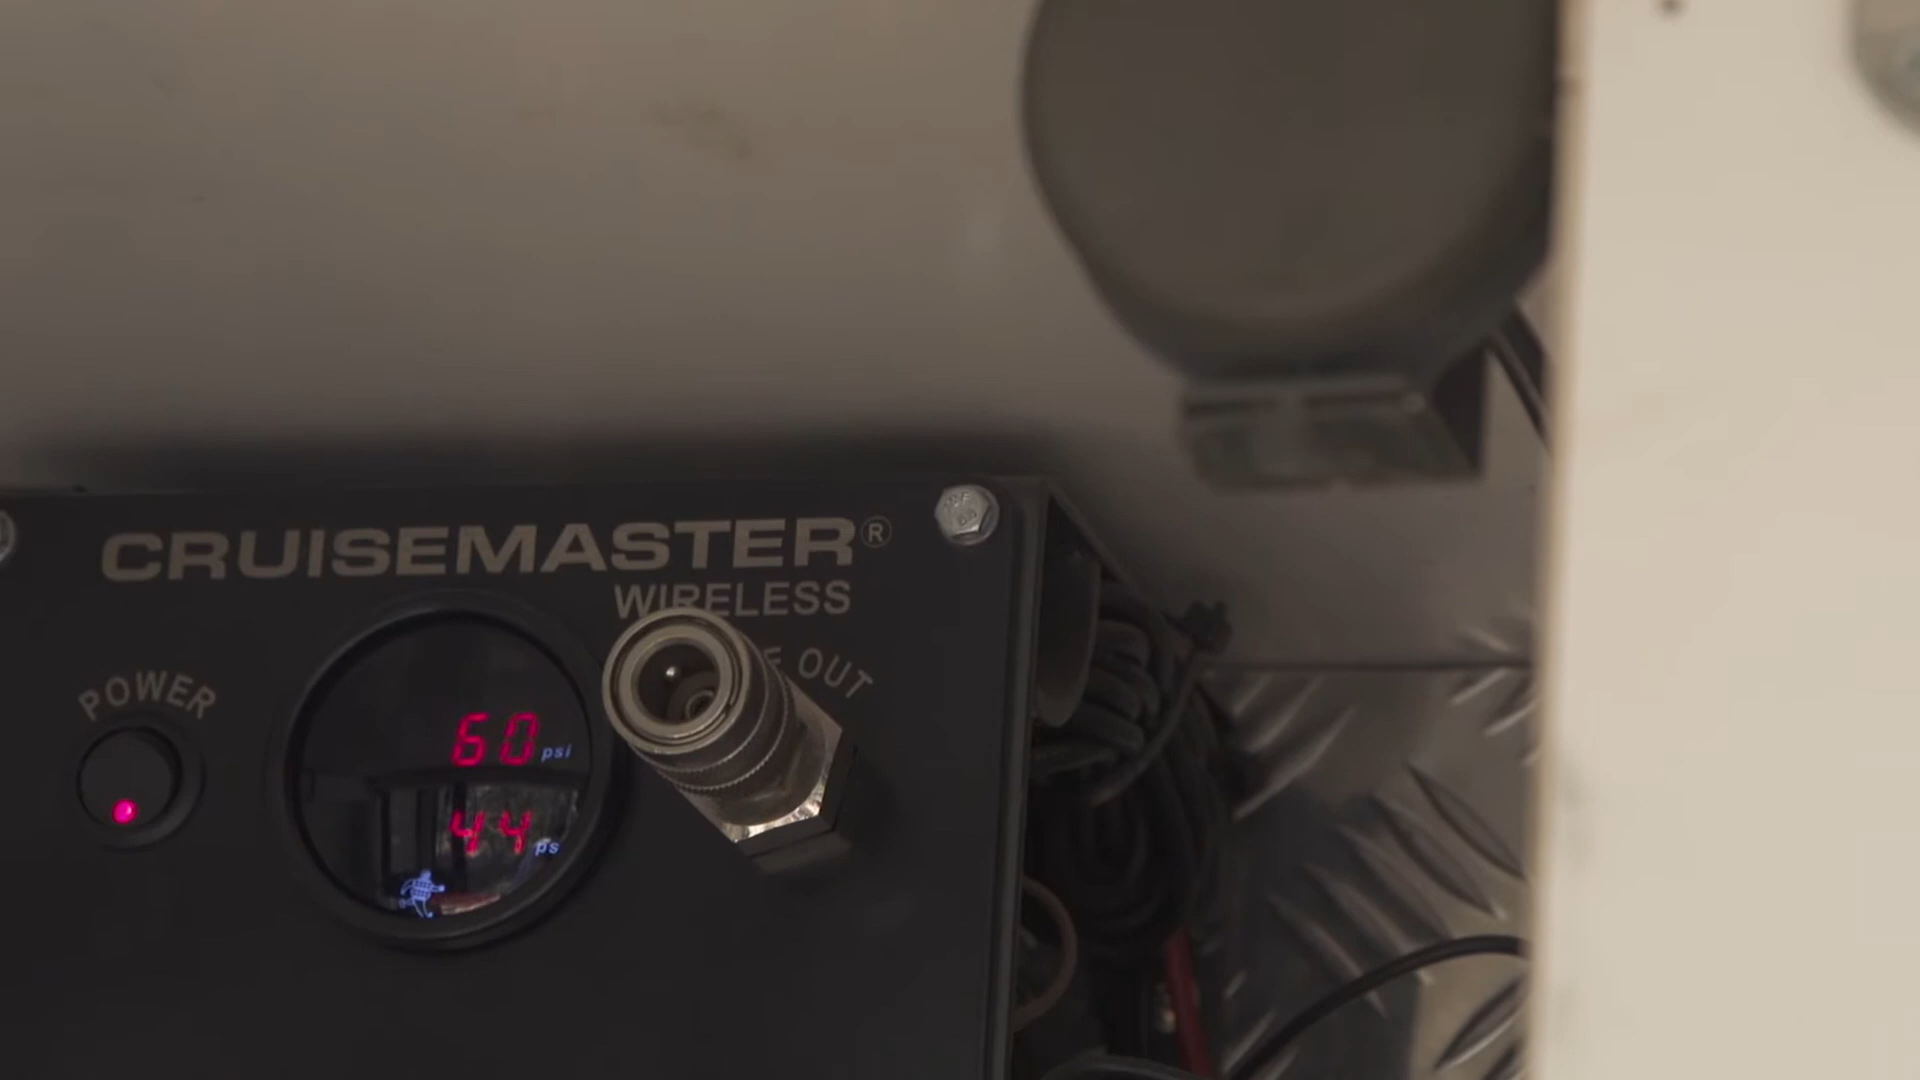 CRUISEMASTER®
WIRELESS
OUT
POWER
60 psi
44 ps